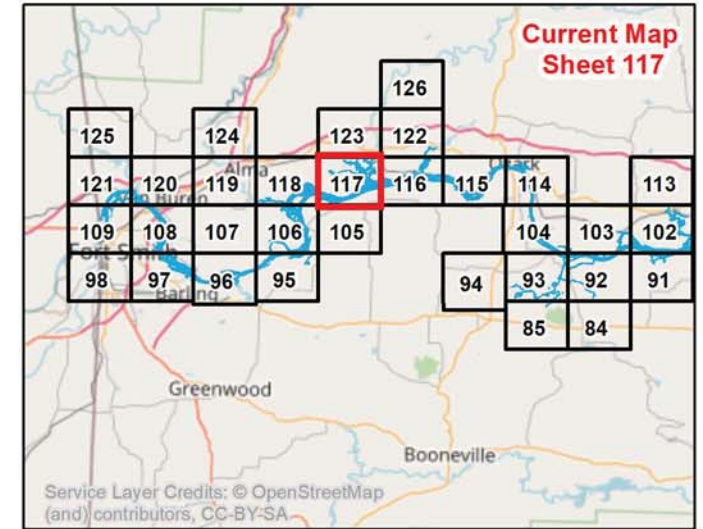 Current Map
Sheet 117
126
125 124 123 122
Alma Ozark
121 120 119 118 117 116 115 114 113
Van Buren
109 108 107 106 105 104 103 102
Fort Smith
98 97 96 95 94 93 92 91
Barling
85 84
Greenwood
Booneville
Service Layer Credits: © OpenStreetMap
(and) contributors, CC-BY-SA